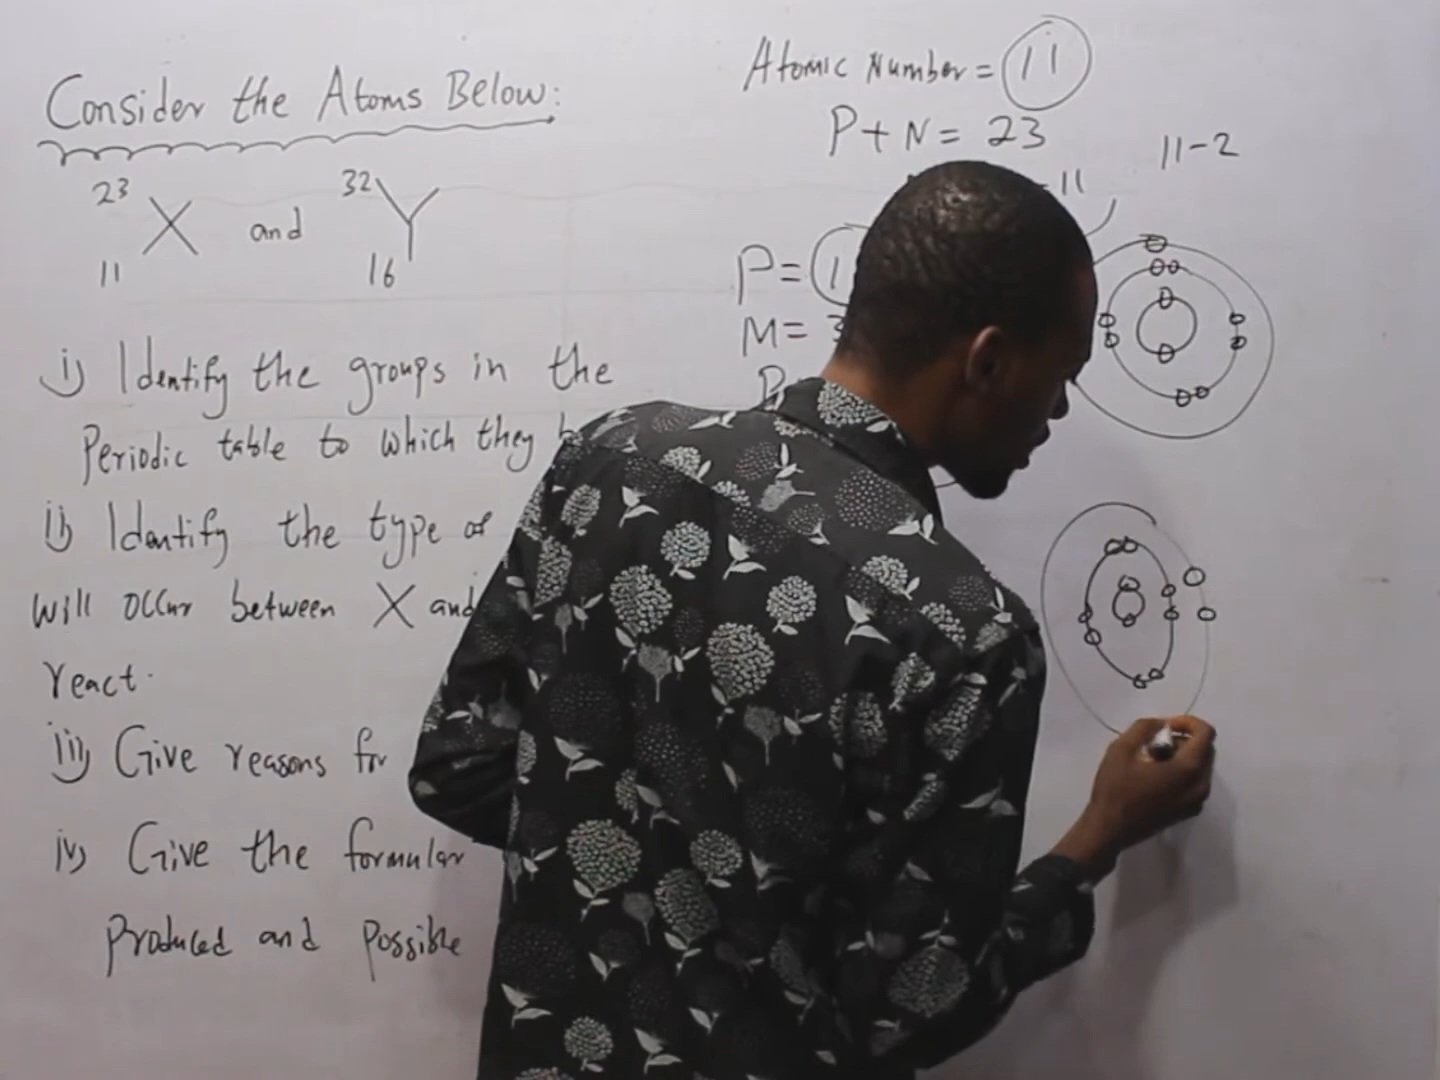 Consider the Atoms Below:
23 X 11 and 32 Y 16
i) Identify the groups in the
Periodic table to which they
ii) Identify the type of
will occur between X and
react.
iii) Give reasons for
iv) Give the formular
produced and possible
Atomic Number = 11
P + N = 23
-11
11-2
P =
M = 3
P